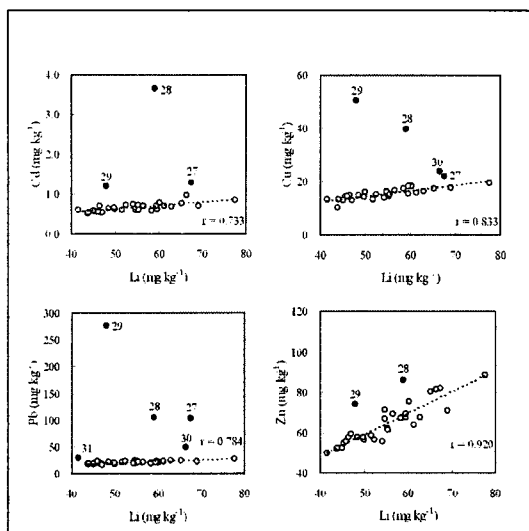 4.0
3.0
2.0
1.0
0.0
Cd (mg kg⁻¹)
28
29
27
r = 0.733
40 50 60 70 80
Li (mg kg⁻¹)
60
40
20
0
Cu (mg kg⁻¹)
29
28
30
27
r = 0.833
40 50 60 70 80
Li (mg kg⁻¹)
300
250
200
150
100
50
0
Pb (mg kg⁻¹)
29
28
27
30
31
r = 0.784
40 50 60 70 80
Li (mg kg⁻¹)
120
100
80
60
40
Zn (mg kg⁻¹)
28
29
r = 0.920
40 50 60 70 80
Li (mg kg⁻¹)